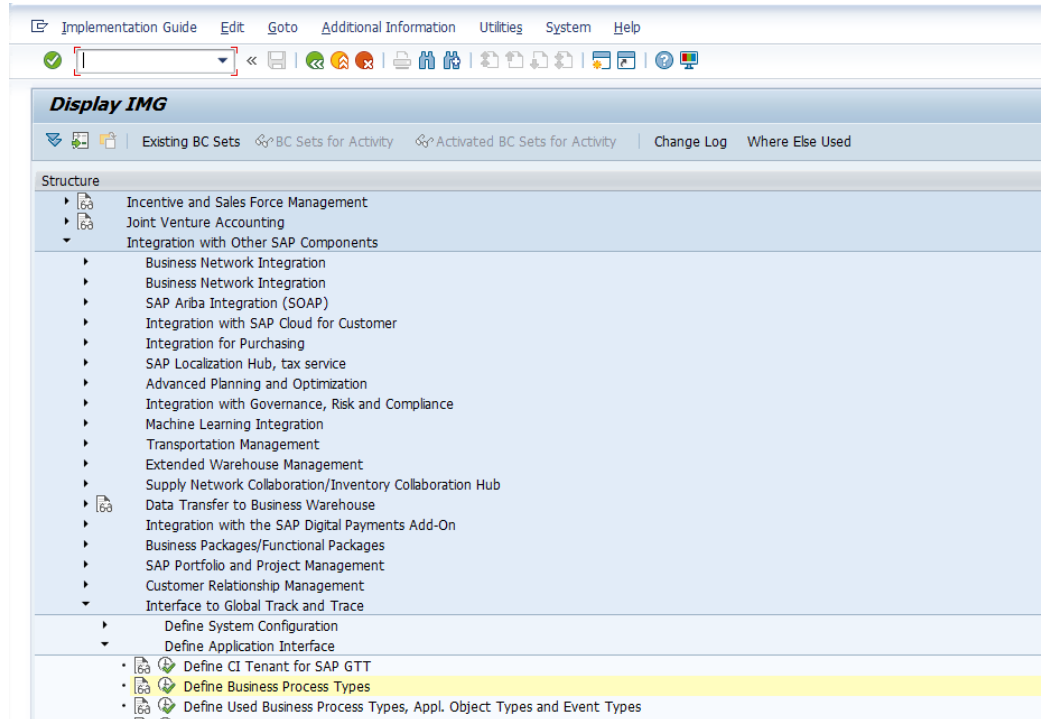 Implementation Guide Edit Goto Additional Information Utilities System Help
Display IMG
Existing BC Sets BC Sets for Activity Activated BC Sets for Activity Change Log Where Else Used
Structure
Incentive and Sales Force Management
Joint Venture Accounting
Integration with Other SAP Components
Business Network Integration
Business Network Integration
SAP Ariba Integration (SOAP)
Integration with SAP Cloud for Customer
Integration for Purchasing
SAP Localization Hub, tax service
Advanced Planning and Optimization
Integration with Governance, Risk and Compliance
Machine Learning Integration
Transportation Management
Extended Warehouse Management
Supply Network Collaboration/Inventory Collaboration Hub
Data Transfer to Business Warehouse
Integration with the SAP Digital Payments Add-On
Business Packages/Functional Packages
SAP Portfolio and Project Management
Customer Relationship Management
Interface to Global Track and Trace
Define System Configuration
Define Application Interface
Define CI Tenant for SAP GTT
Define Business Process Types
Define Used Business Process Types, Appl. Object Types and Event Types